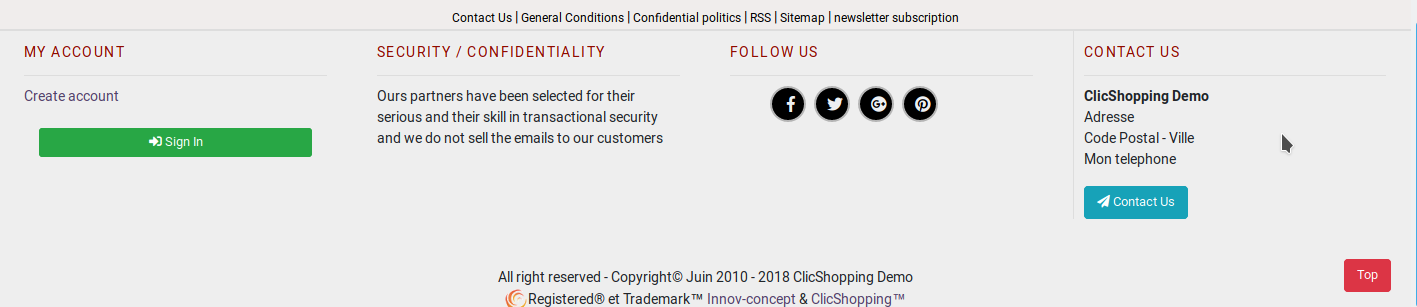 Contact Us | General Conditions | Confidential politics | RSS | Sitemap | newsletter subscription
MY ACCOUNT
Create account
Sign In
SECURITY / CONFIDENTIALITY
Ours partners have been selected for their
serious and their skill in transactional security
and we do not sell the emails to our customers
FOLLOW US
CONTACT US
ClicShopping Demo
Adresse
Code Postal - Ville
Mon telephone
Contact Us
All right reserved - Copyright© Juin 2010 - 2018 ClicShopping Demo
Registered® et Trademark™ Innov-concept & ClicShopping™
Top